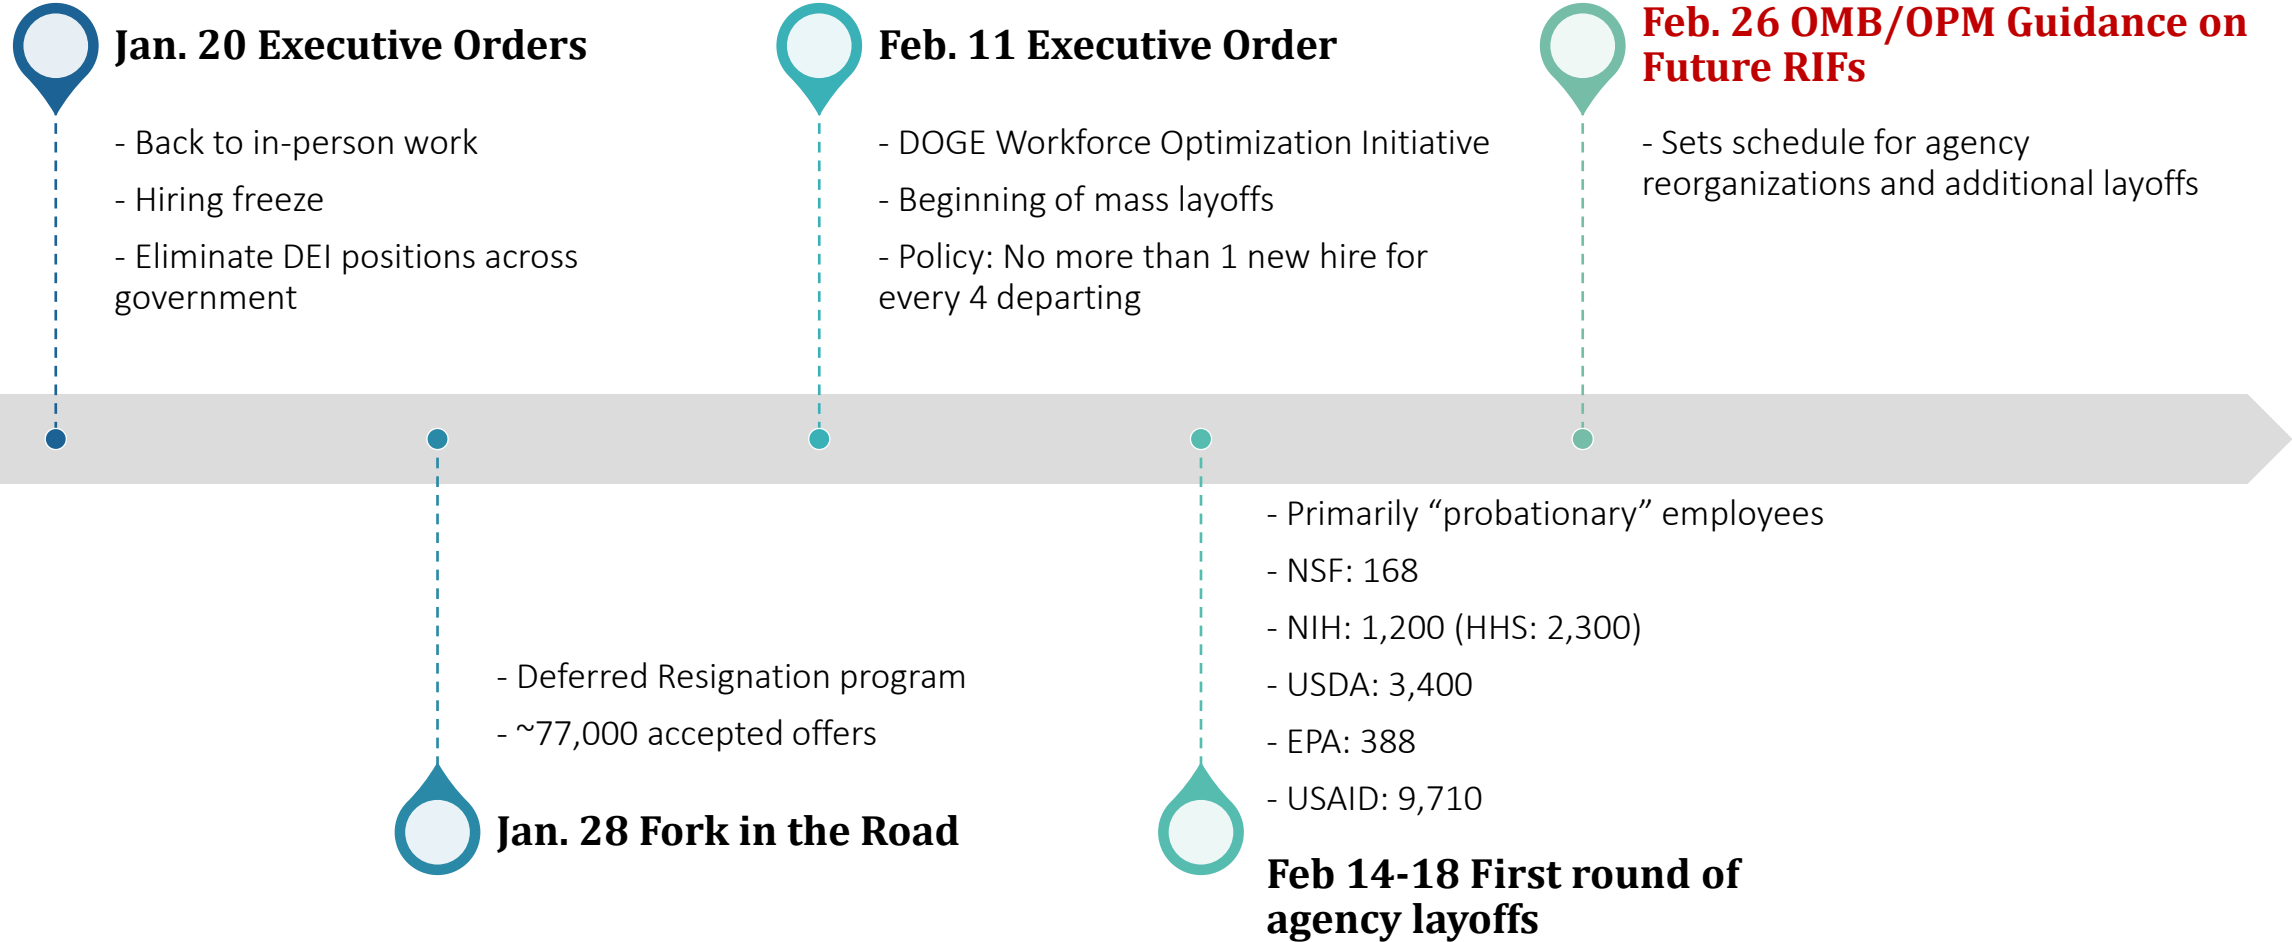 Jan. 20 Executive Orders
- Back to in-person work
- Hiring freeze
- Eliminate DEI positions across
government
- Deferred Resignation program
- ~77,000 accepted offers
Jan. 28 Fork in the Road
Feb. 11 Executive Order
- DOGE Workforce Optimization Initiative
- Beginning of mass layoffs
- Policy: No more than 1 new hire for
every 4 departing
- Primarily “probationary” employees
- NSF: 168
- NIH: 1,200 (HHS: 2,300)
- USDA: 3,400
- EPA: 388
- USAID: 9,710
Feb 14-18 First round of
agency layoffs
Feb. 26 OMB/OPM Guidance on
Future RIFs
- Sets schedule for agency
reorganizations and additional layoffs